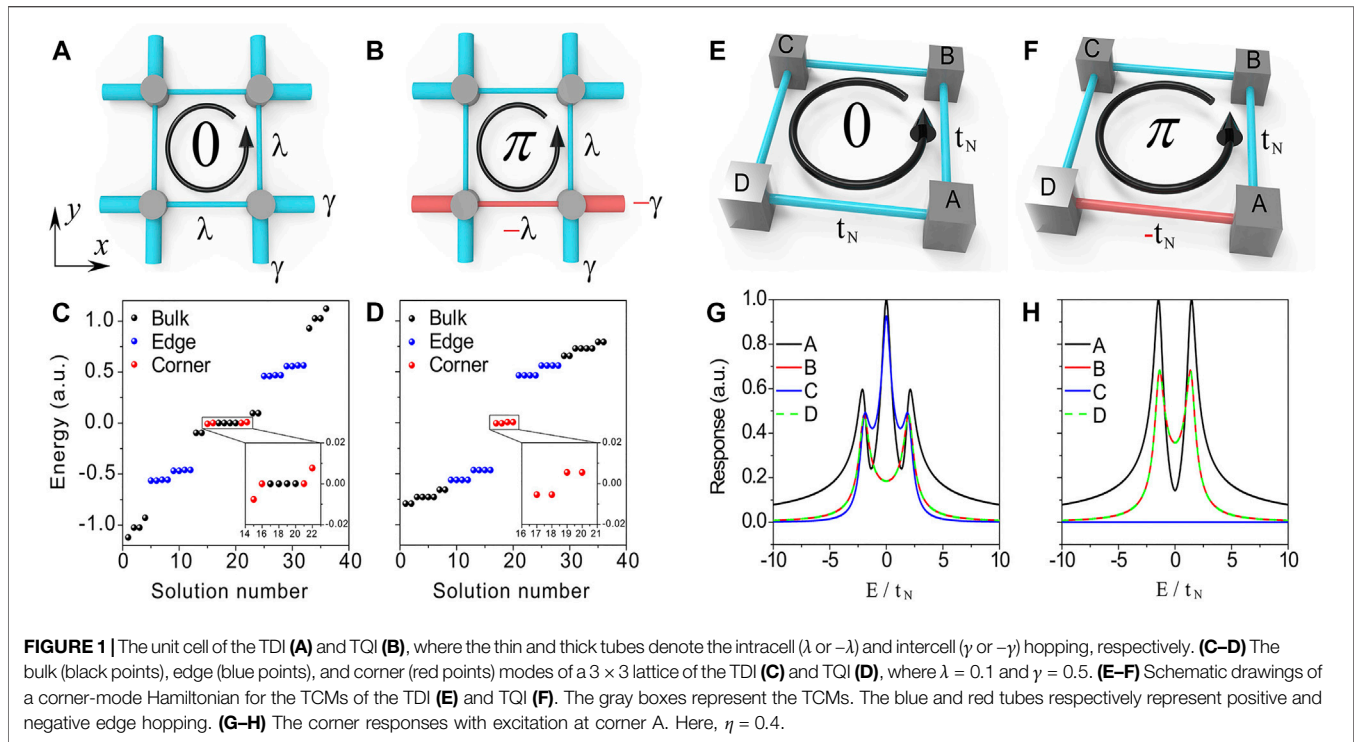 A
B
E
F
0
λ
λ
γ
γ
y
x
π
λ
−λ
−γ
γ
C
B
0
D
A
t_N
t_N
C
B
π
D
A
t_N
-t_N
C
D
G
H
Energy (a.u.)
1.0
0.5
0.0
-0.5
-1.0
Bulk
Edge
Corner
0.02
0.00
-0.02
14 16 18 20 22
0 10 20 30 40
Solution number
Bulk
Edge
Corner
0.02
0.00
-0.02
16 17 18 19 20 21
0 10 20 30 40
Solution number
Response (a.u.)
1.0
0.8
0.6
0.4
0.2
0.0
A
B
C
D
-10 -5 0 5 10
E / t_N
A
B
C
D
-10 -5 0 5 10
E / t_N
FIGURE 1 | The unit cell of the TDI (A) and TQI (B), where the thin and thick tubes denote the intracell (λ or −λ) and intercell (γ or −γ) hopping, respectively. (C–D) The
bulk (black points), edge (blue points), and corner (red points) modes of a 3 × 3 lattice of the TDI (C) and TQI (D), where λ = 0.1 and γ = 0.5. (E–F) Schematic drawings of
a corner-mode Hamiltonian for the TCMs of the TDI (E) and TQI (F). The gray boxes represent the TCMs. The blue and red tubes respectively represent positive and
negative edge hopping. (G–H) The corner responses with excitation at corner A. Here, η = 0.4.